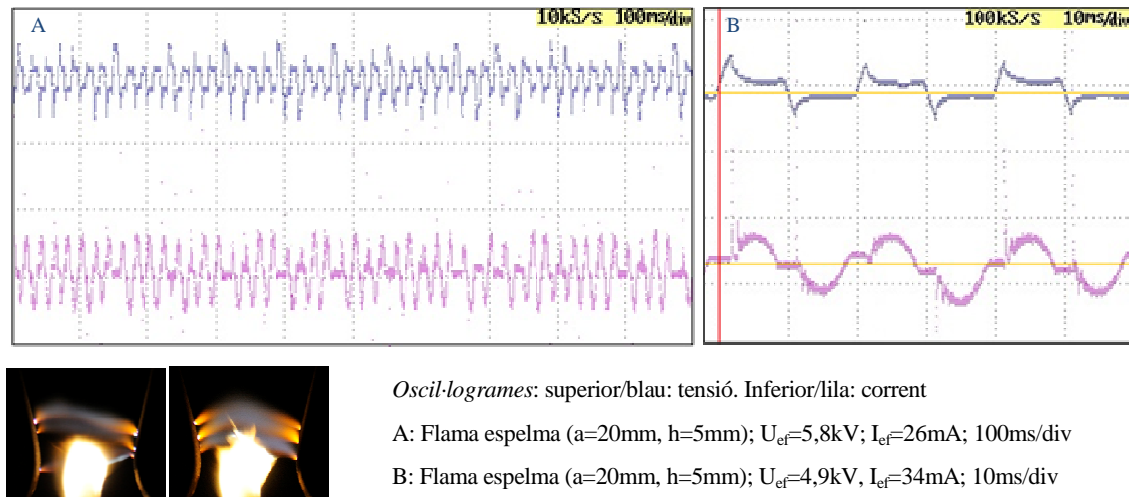 A
10kS/s 100ms/div
B
100kS/s 10ms/div
Oscil·logrames: superior/blau: tensió. Inferior/lila: corrent
A: Flama espelma (a=20mm, h=5mm); Uef=5,8kV; Ief=26mA; 100ms/div
B: Flama espelma (a=20mm, h=5mm); Uef=4,9kV, Ief=34mA; 10ms/div